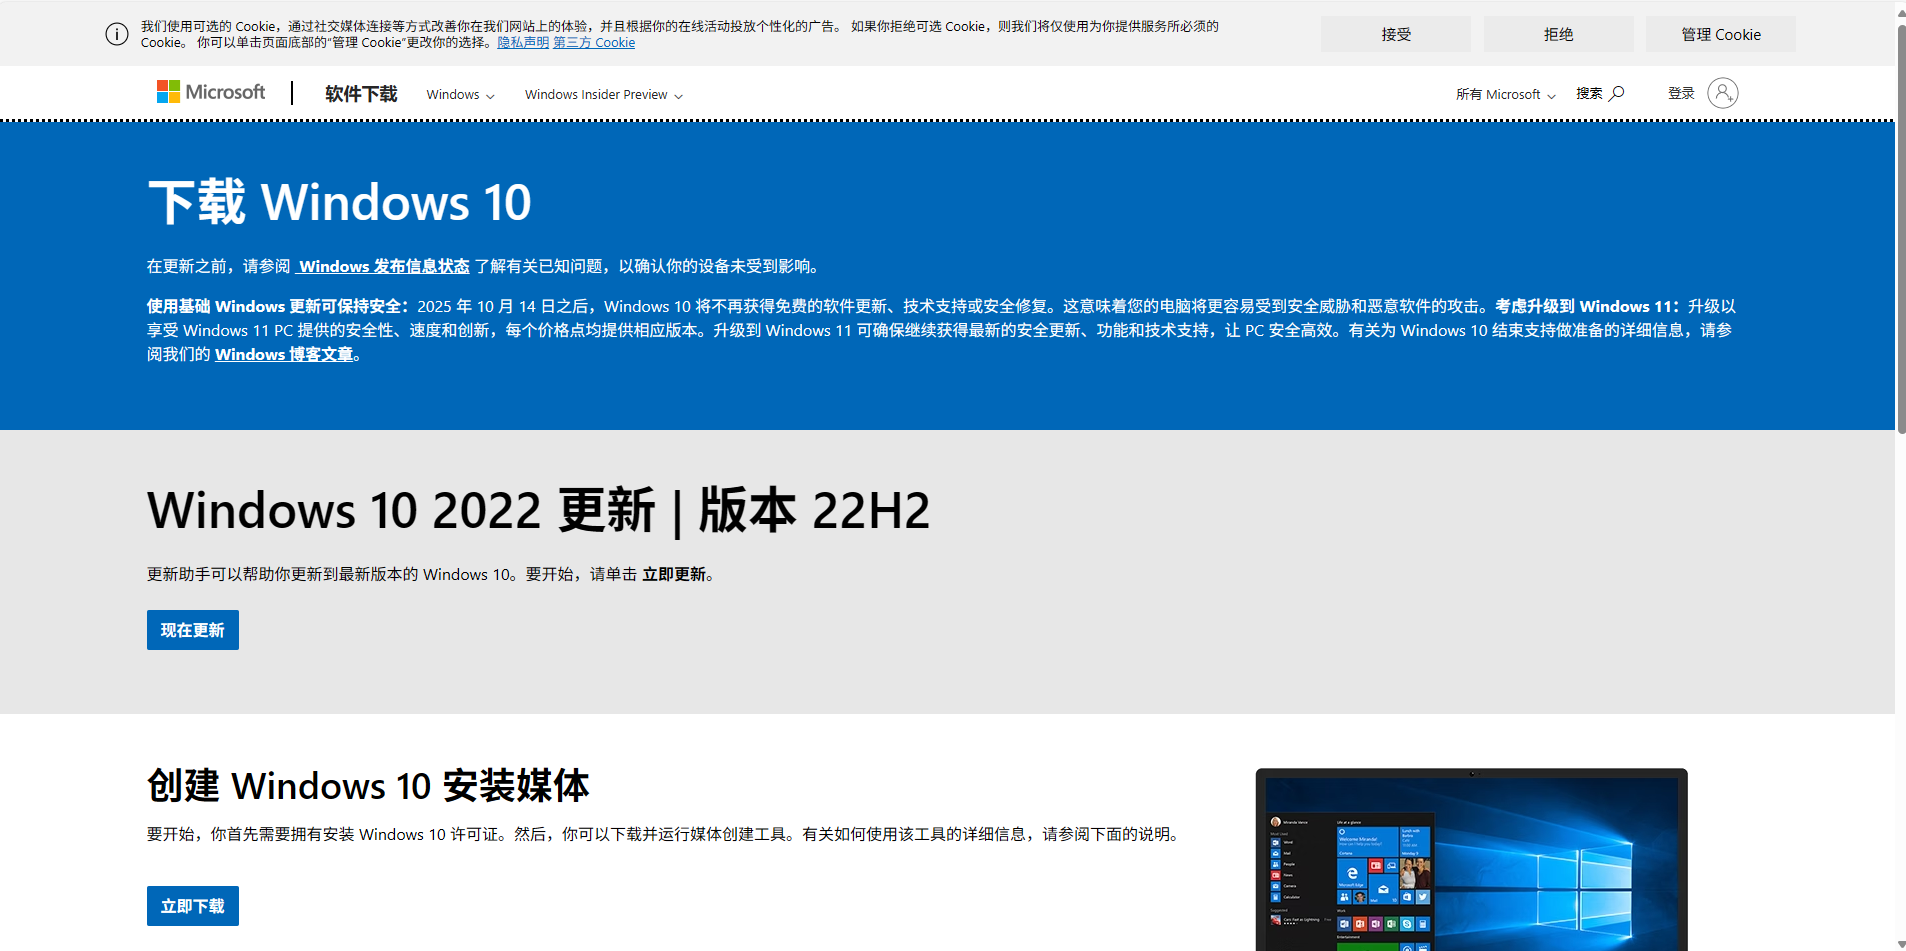 我们使用可选的 Cookie，通过社交媒体连接等方式改善你在我们网站上的体验，并且根据你的在线活动投放个性化的广告。 如果你拒绝可选 Cookie，则我们将仅使用为你提供服务所必须的
Cookie。 你可以单击页面底部的“管理 Cookie”更改你的选择。隐私声明 第三方 Cookie
接受
拒绝
管理 Cookie
Microsoft
软件下载
Windows
Windows Insider Preview
所有 Microsoft
搜索
登录
下载 Windows 10
在更新之前，请参阅 Windows 发布信息状态 了解有关已知问题，以确认你的设备未受到影响。
使用基础 Windows 更新可保持安全：2025 年 10 月 14 日之后，Windows 10 将不再获得免费的软件更新、技术支持或安全修复。这意味着您的电脑将更容易受到安全威胁和恶意软件的攻击。考虑升级到 Windows 11：升级以
享受 Windows 11 PC 提供的安全性、速度和创新，每个价格点均提供相应版本。升级到 Windows 11 可确保继续获得最新的安全更新、功能和技术支持，让 PC 安全高效。有关为 Windows 10 结束支持做准备的详细信息，请参
阅我们的 Windows 博客文章。
Windows 10 2022 更新 | 版本 22H2
更新助手可以帮助你更新到最新版本的 Windows 10。要开始，请单击 立即更新。
现在更新
创建 Windows 10 安装媒体
要开始，你首先需要拥有安装 Windows 10 许可证。然后，你可以下载并运行媒体创建工具。有关如何使用该工具的详细信息，请参阅下面的说明。
立即下载
Life at a glance
Welcome Miranda!
Cortana
Microsoft Edge
Mail
Word
Mail
People
News
Camera
Calculator